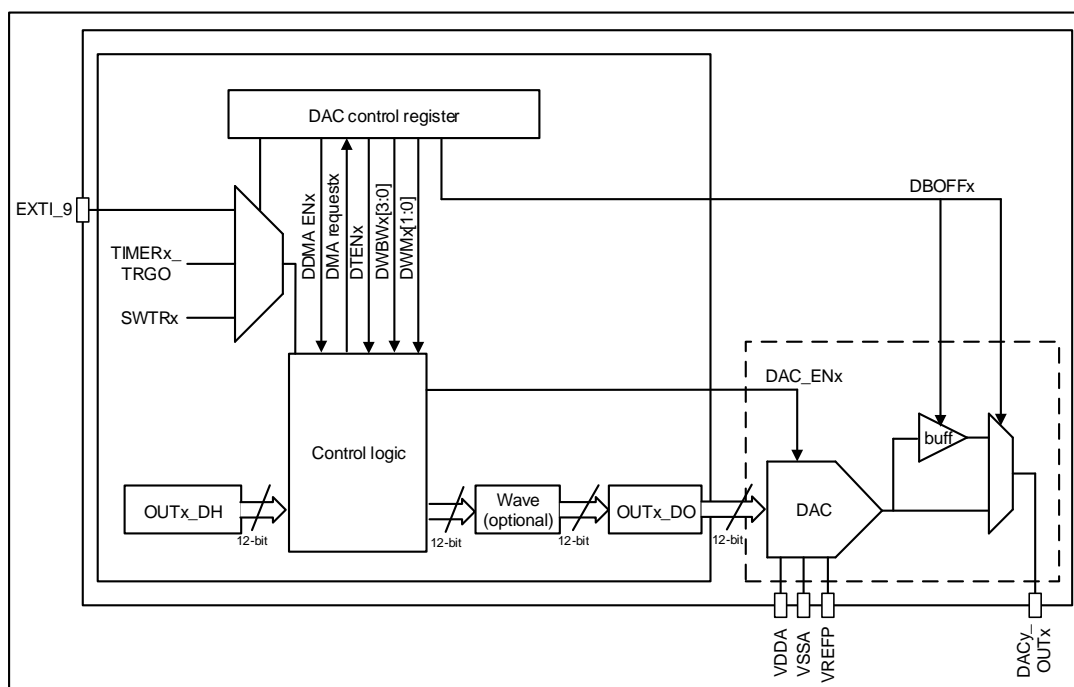 DAC control register
EXTI_9
TIMERx_
TRGO
SWTRx
DDMA ENx
DMA requestx
DTENx
DWBWx[3:0]
DWMx[1:0]
DBOFFx
DAC_ENx
buff
Control logic
OUTx_DH
12-bit
12-bit
Wave
(optional)
12-bit
OUTx_DO
12-bit
DAC
VDDA
VSSA
VREFP
DACy_
OUTx